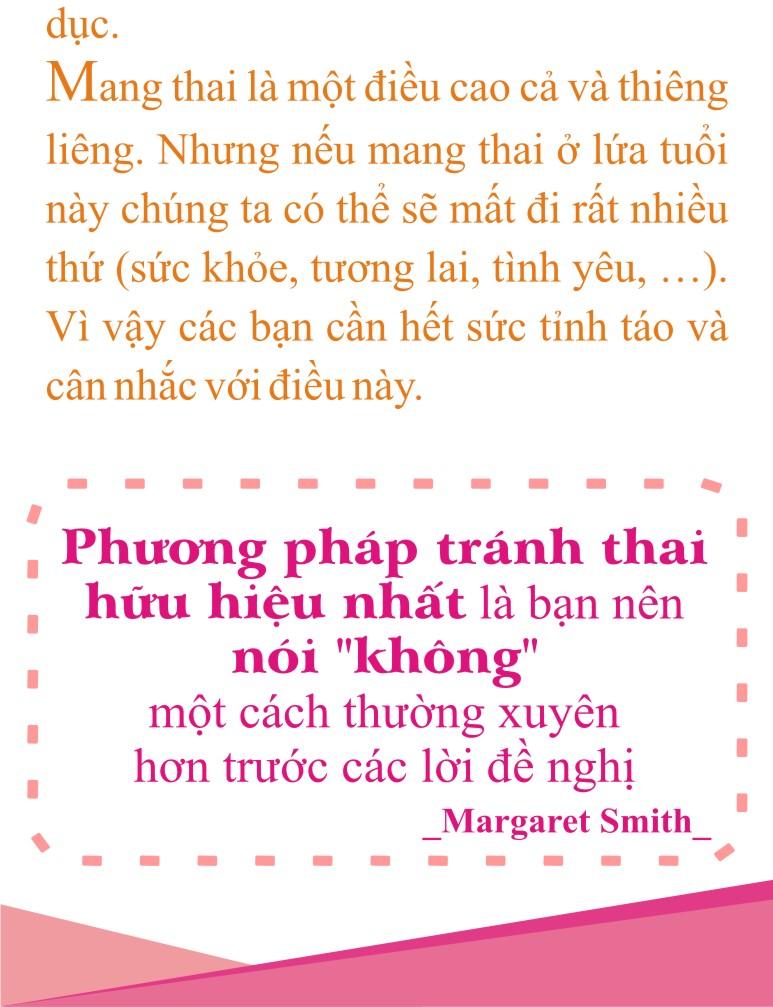 dục.
Mang thai là một điều cao cả và thiêng
liêng. Nhưng nếu mang thai ở lứa tuổi
này chúng ta có thể sẽ mất đi rất nhiều
thứ (sức khỏe, tương lai, tình yêu, …).
Vì vậy các bạn cần hết sức tỉnh táo và
cân nhắc với điều này.
Phương pháp tránh thai
hữu hiệu nhất là bạn nên
nói "không"
một cách thường xuyên
hơn trước các lời đề nghị
_Margaret Smith_